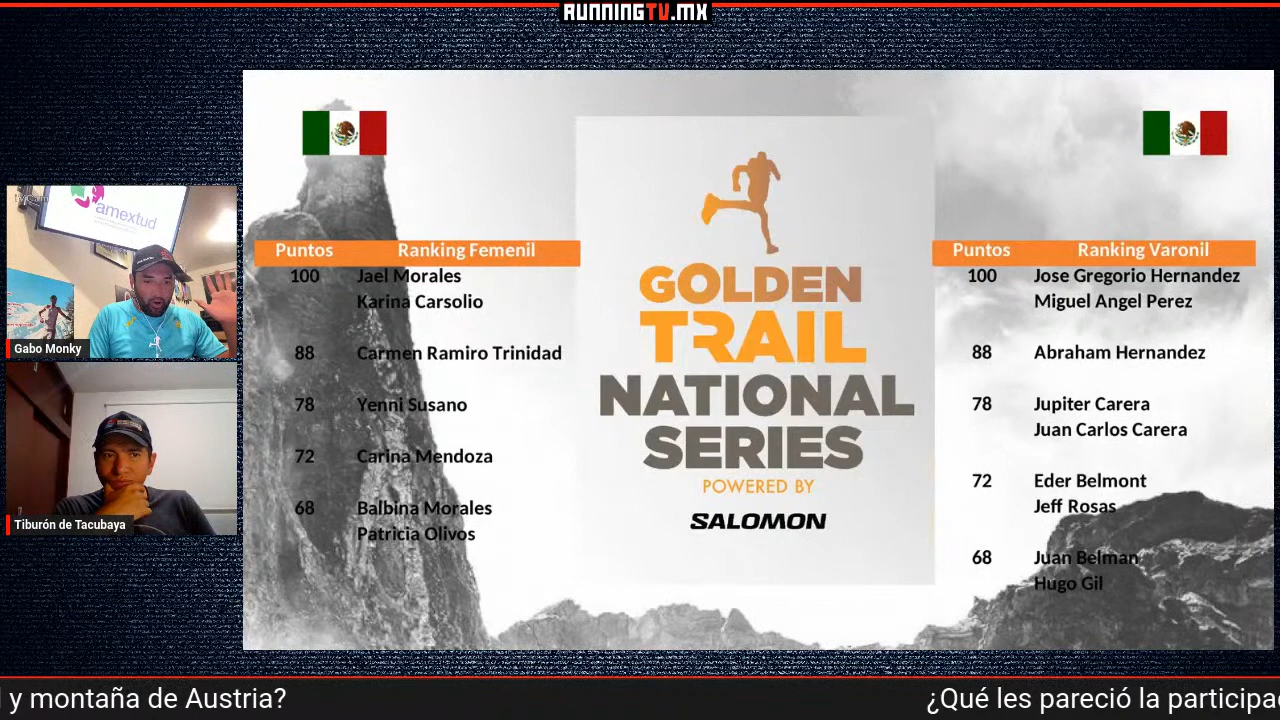 RUNNINGTV.MX
amextud
Gabo Monky
Tiburón de Tacubaya
Puntos Ranking Femenil
100 Jael Morales
Karina Carsolio
88 Carmen Ramiro Trinidad
78 Yenni Susano
72 Carina Mendoza
68 Balbina Morales
Patricia Olivos
GOLDEN
TRAIL
NATIONAL
SERIES
POWERED BY
SALOMON
Puntos Ranking Varonil
100 Jose Gregorio Hernandez
Miguel Angel Perez
88 Abraham Hernandez
78 Jupiter Carera
Juan Carlos Carera
72 Eder Belmont
Jeff Rosas
68 Juan Belman
Hugo Gil
l y montaña de Austria? ¿Qué les pareció la participa